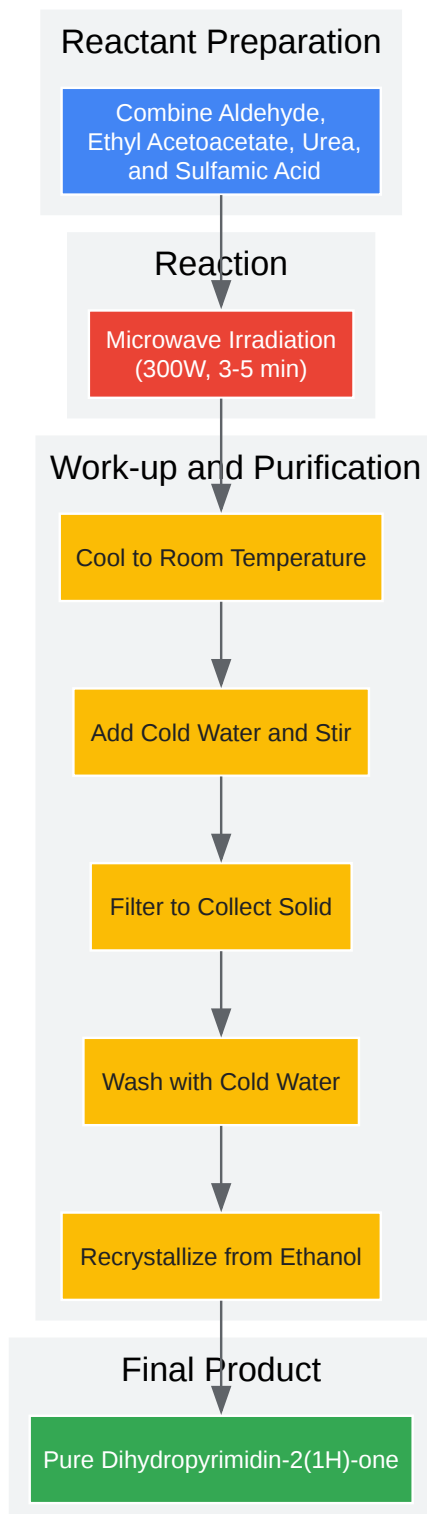 Reactant Preparation
Combine Aldehyde,
Ethyl Acetoacetate, Urea,
and Sulfamic Acid
Reaction
Microwave Irradiation
(300W, 3-5 min)
Work-up and Purification
Cool to Room Temperature
Add Cold Water and Stir
Filter to Collect Solid
Wash with Cold Water
Recrystallize from Ethanol
Final Product
Pure Dihydropyrimidin-2(1H)-one